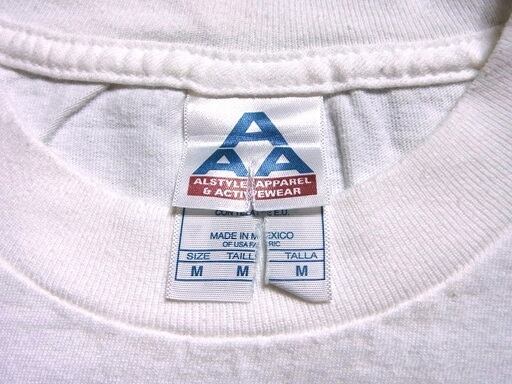 A
A A
ALSTYLE APPAREL
& ACTIVEWEAR
E.U.
MADE IN MEXICO
OF USA FABRIC
SIZE TAILLE TALLA
M M M